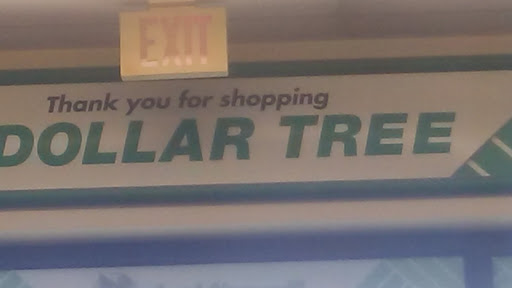 EXIT
Thank you for shopping
DOLLAR TREE